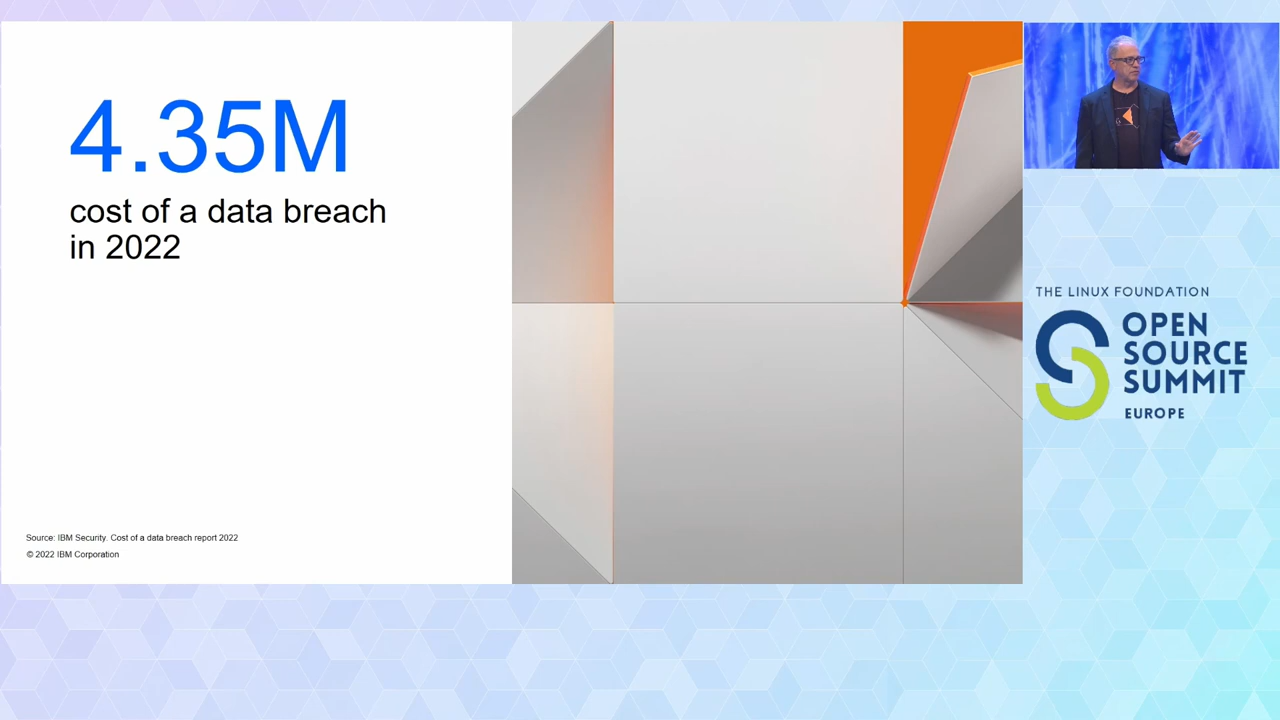 4.35M
cost of a data breach
in 2022
Source: IBM Security. Cost of a data breach report 2022
© 2022 IBM Corporation
THE LINUX FOUNDATION
OPEN
SOURCE
SUMMIT
EUROPE